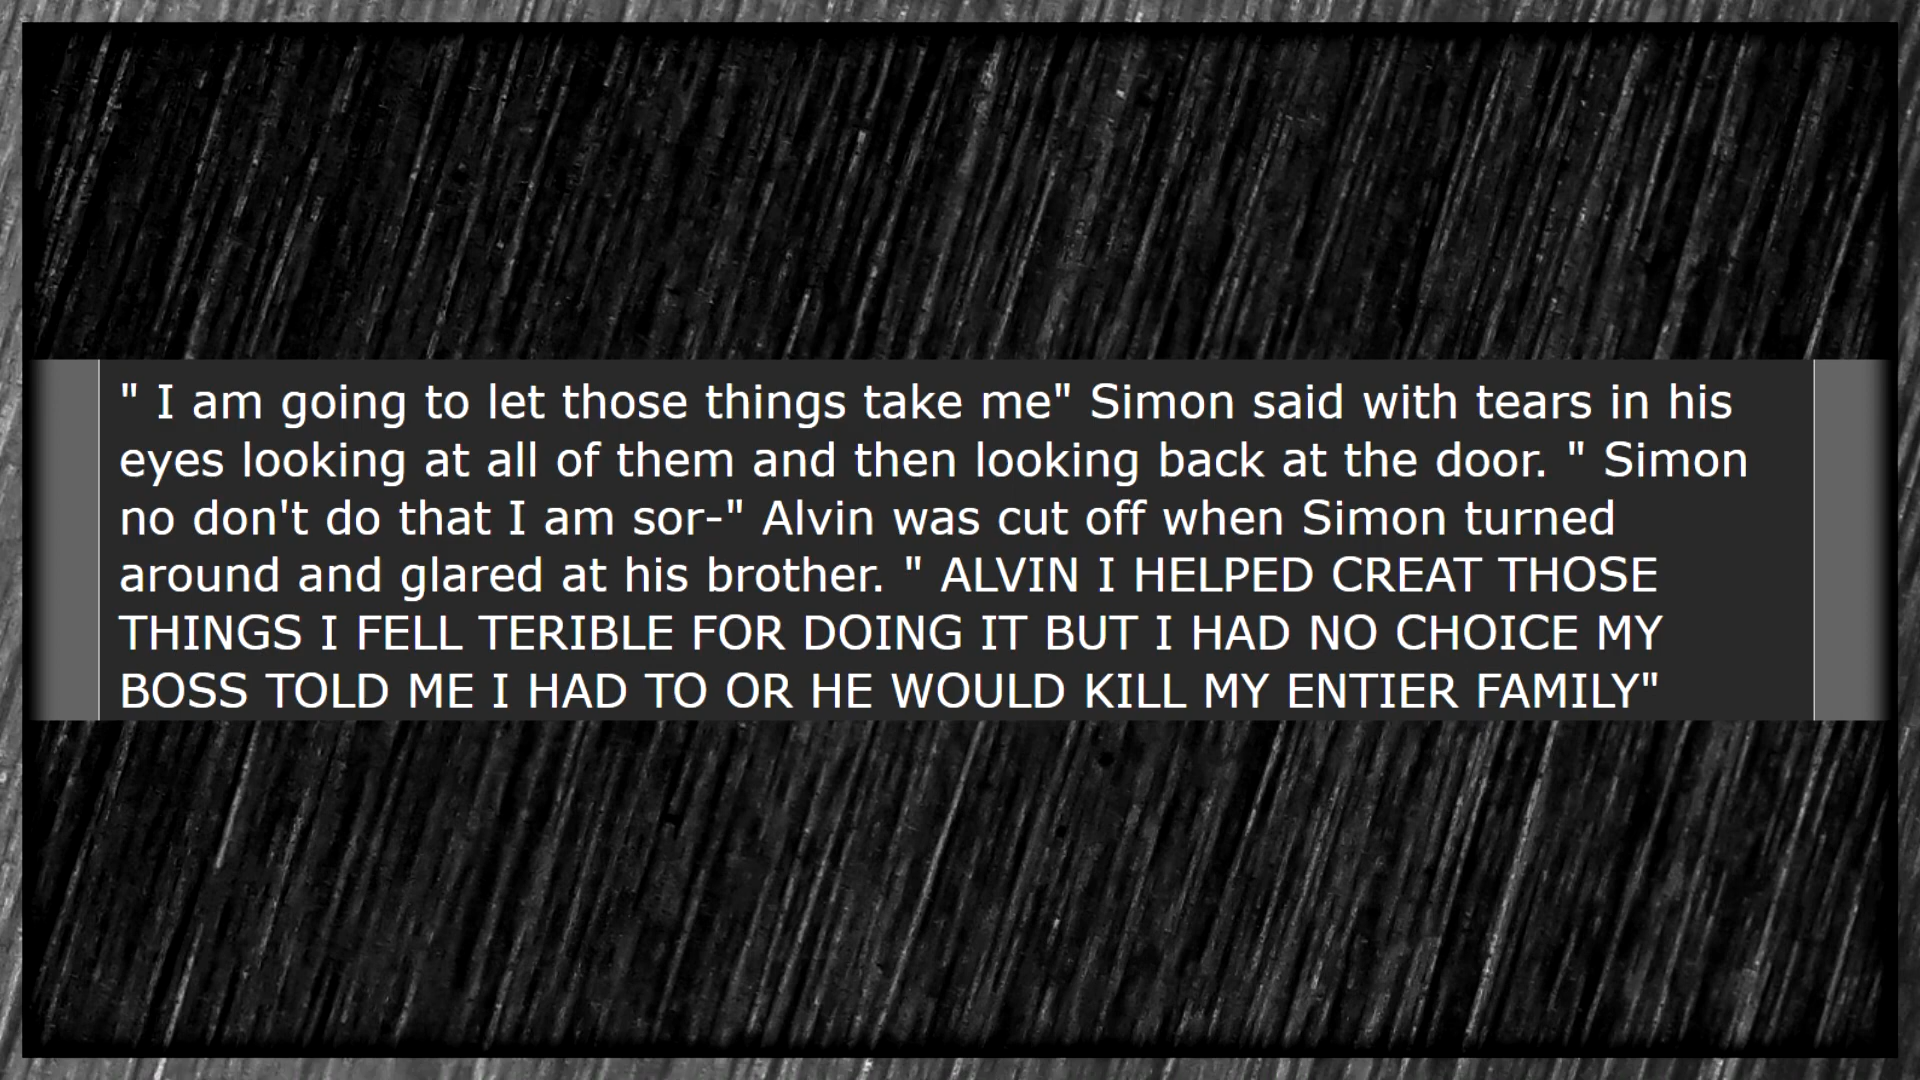 " I am going to let those things take me" Simon said with tears in his
eyes looking at all of them and then looking back at the door. " Simon
no don't do that I am sor-" Alvin was cut off when Simon turned
around and glared at his brother. " ALVIN I HELPED CREAT THOSE
THINGS I FELL TERIBLE FOR DOING IT BUT I HAD NO CHOICE MY
BOSS TOLD ME I HAD TO OR HE WOULD KILL MY ENTIER FAMILY"